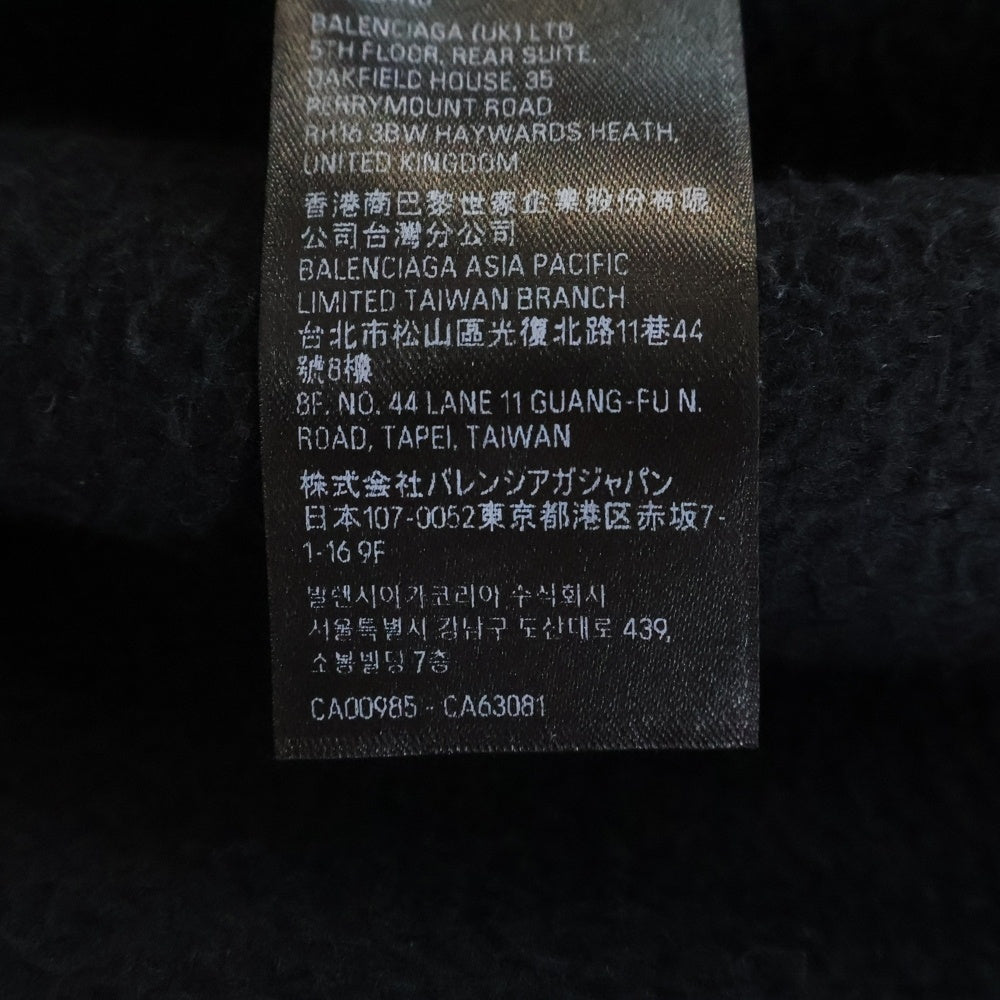 BALENCIAGA (UK) LTD
5TH FLOOR, REAR SUITE,
OAKFIELD HOUSE, 35
PERRYMOUNT ROAD
RH16 3BW HAYWARDS HEATH,
UNITED KINGDOM
香港商巴黎世家企業股份有限
公司台灣分公司
BALENCIAGA ASIA PACIFIC
LIMITED TAIWAN BRANCH
台北市松山區光復北路11巷44
號8樓
8F. NO. 44 LANE 11 GUANG-FU N.
ROAD, TAPEI, TAIWAN
株式会社バレンシアガジャパン
日本107-0052東京都港区赤坂7-
1-16 9F
발렌시아가코리아 주식회사
서울특별시 강남구 도산대로 439,
소봉빌딩 7층
CA00985 - CA63081